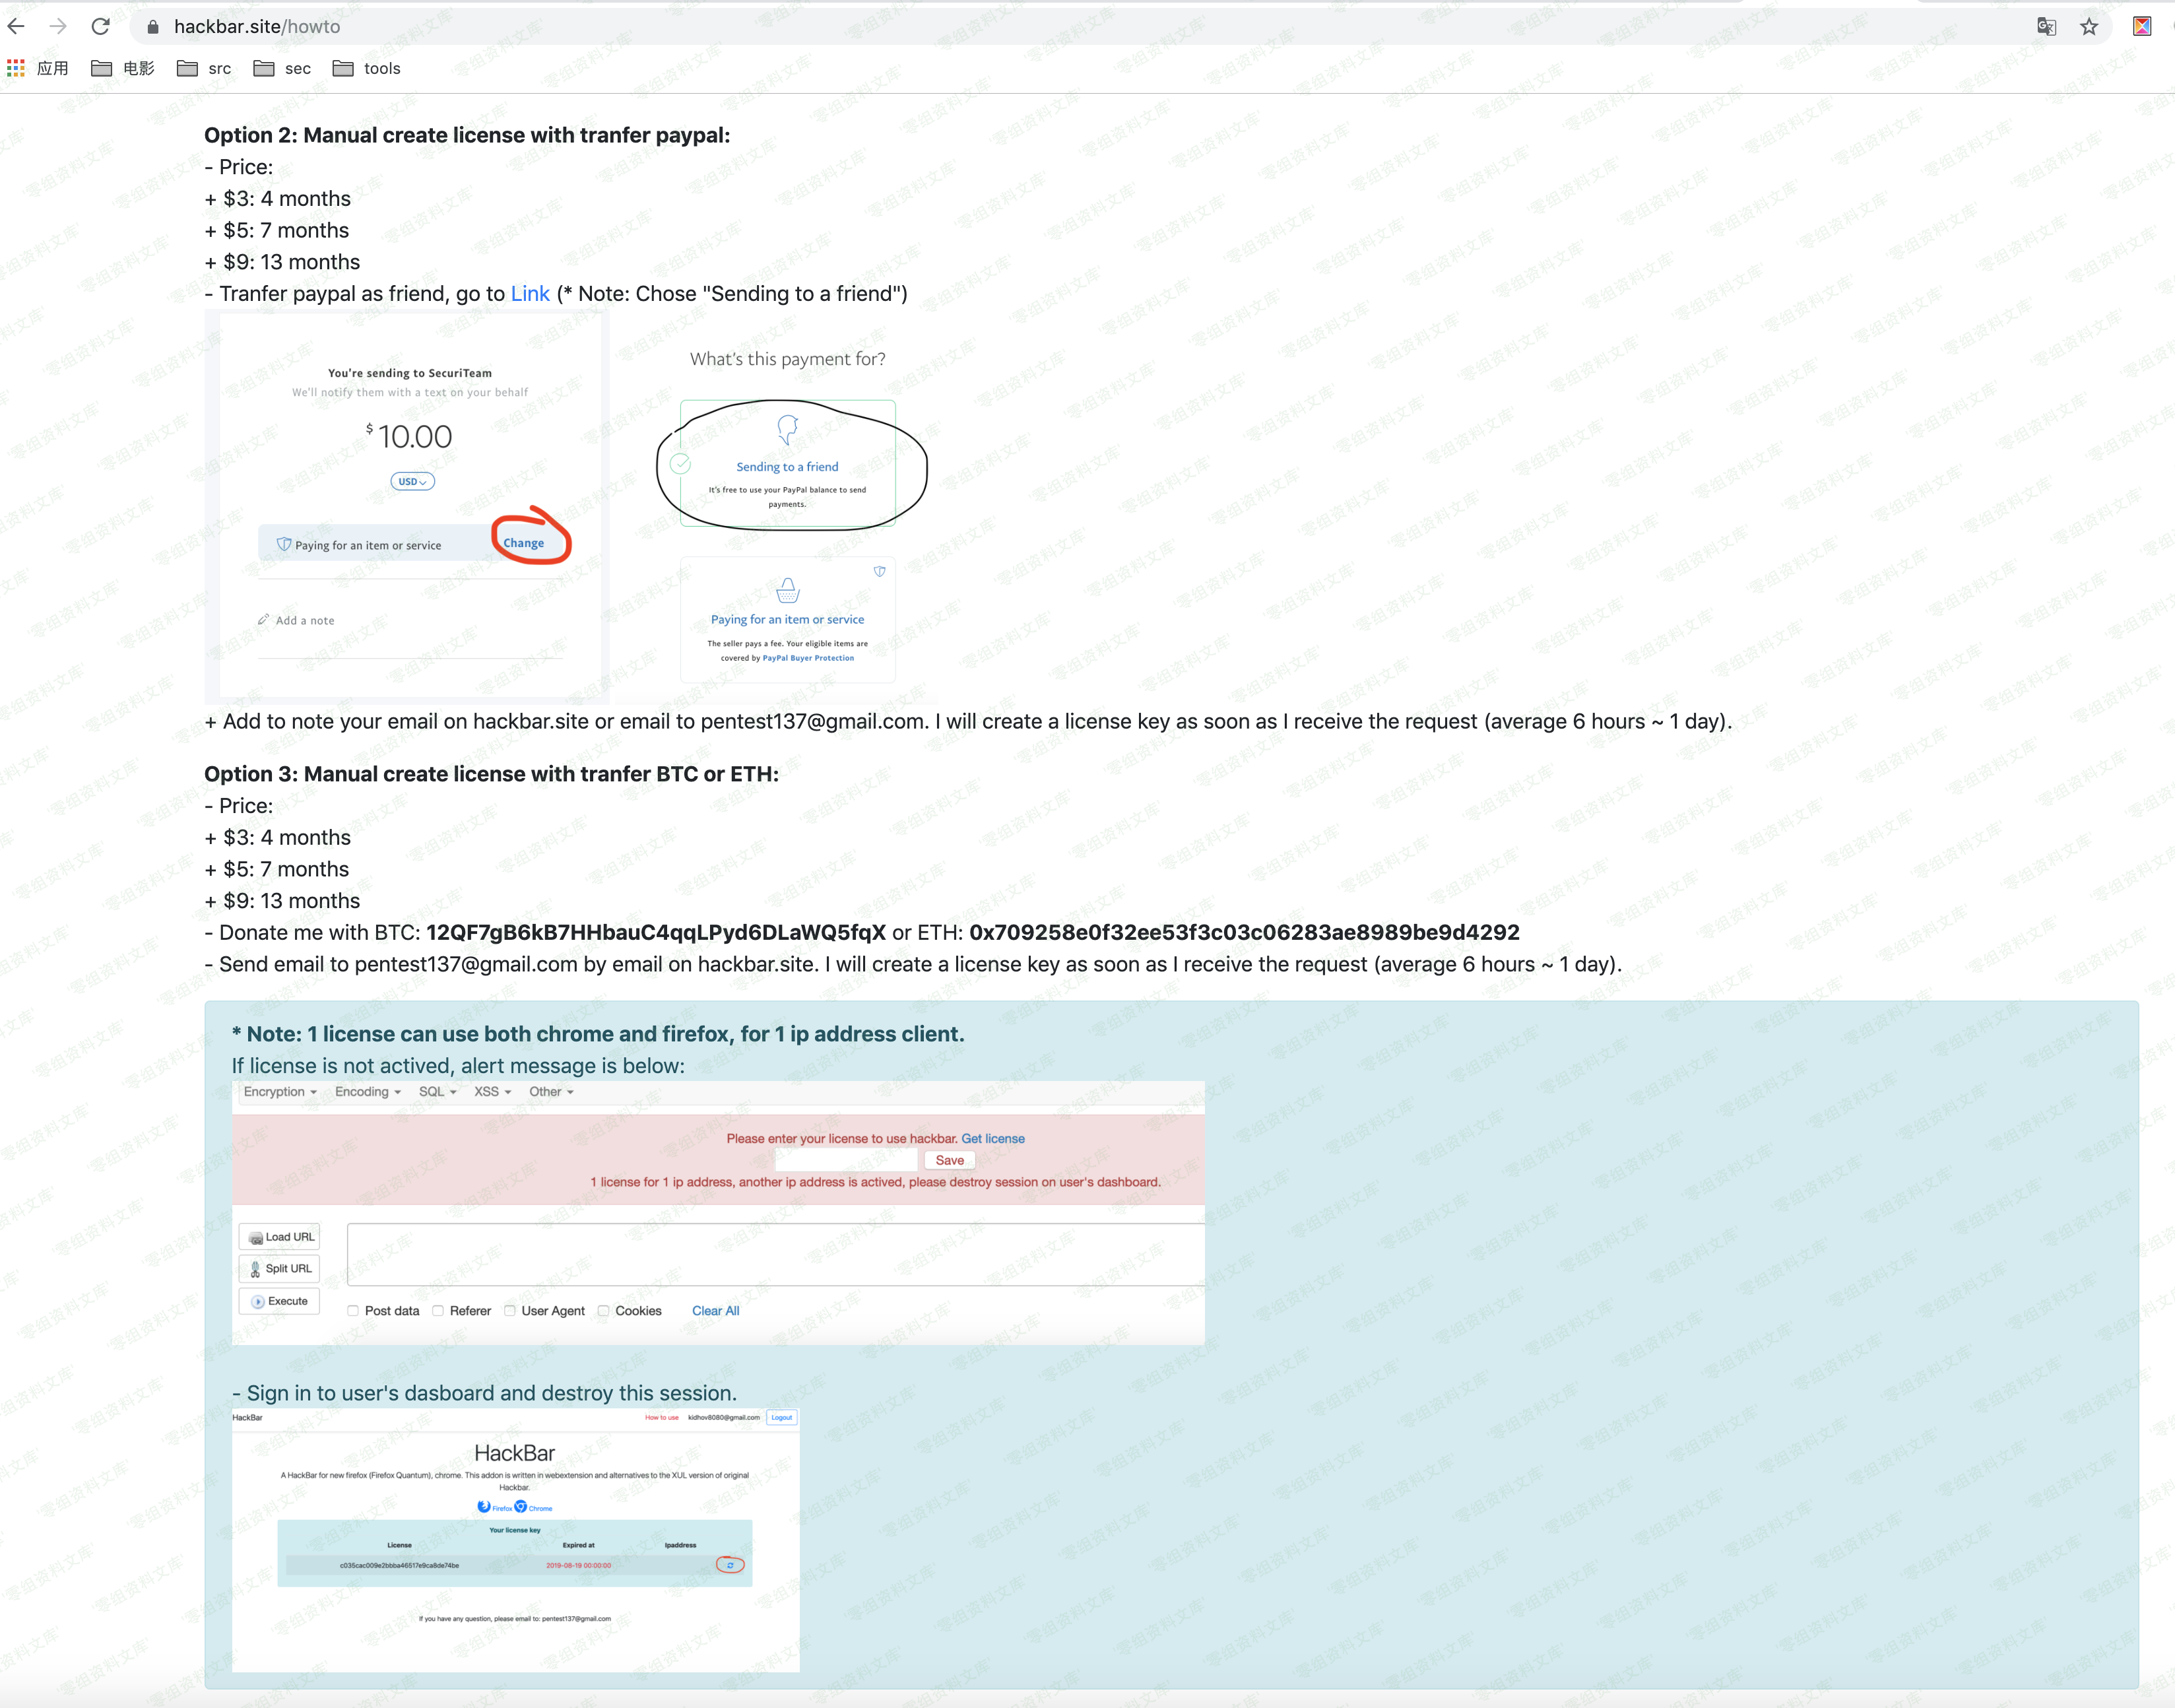 hackbar.site/howto
应用 电影 src sec tools
Option 2: Manual create license with tranfer paypal:
- Price:
+ $3: 4 months
+ $5: 7 months
+ $9: 13 months
- Tranfer paypal as friend, go to Link (* Note: Chose "Sending to a friend")
You're sending to SecuriTeam
We'll notify them with a text on your behalf
$ 10.00
USD
Paying for an item or service Change
Add a note
What's this payment for?
Sending to a friend
It's free to use your PayPal balance to send
payments.
Paying for an item or service
The seller pays a fee. Your eligible items are
covered by PayPal Buyer Protection
+ Add to note your email on hackbar.site or email to pentest137@gmail.com. I will create a license key as soon as I receive the request (average 6 hours ~ 1 day).
Option 3: Manual create license with tranfer BTC or ETH:
- Price:
+ $3: 4 months
+ $5: 7 months
+ $9: 13 months
- Donate me with BTC: 12QF7gB6kB7HHbauC4qqLPyd6DLaWQ5fqX or ETH: 0x709258e0f32ee53f3c03c06283ae8989be9d4292
- Send email to pentest137@gmail.com by email on hackbar.site. I will create a license key as soon as I receive the request (average 6 hours ~ 1 day).
* Note: 1 license can use both chrome and firefox, for 1 ip address client.
If license is not actived, alert message is below:
Encryption Encoding SQL XSS Other
Please enter your license to use hackbar. Get license
Save
1 license for 1 ip address, another ip address is actived, please destroy session on user's dashboard.
Load URL
Split URL
Execute
Post data Referer User Agent Cookies Clear All
- Sign in to user's dasboard and destroy this session.
HackBar How to use kidhov8080@gmail.com Logout
HackBar
A HackBar for new firefox (Firefox Quantum), chrome. This addon is written in webextension and alternatives to the XUL version of original
Hackbar.
Firefox Chrome
Your license key
License Expired at Ipaddress
c035cac009e2bbba46517e9ca8de74be 2019-08-19 00:00:00
If you have any question, please email to: pentest137@gmail.com
零组资料文库